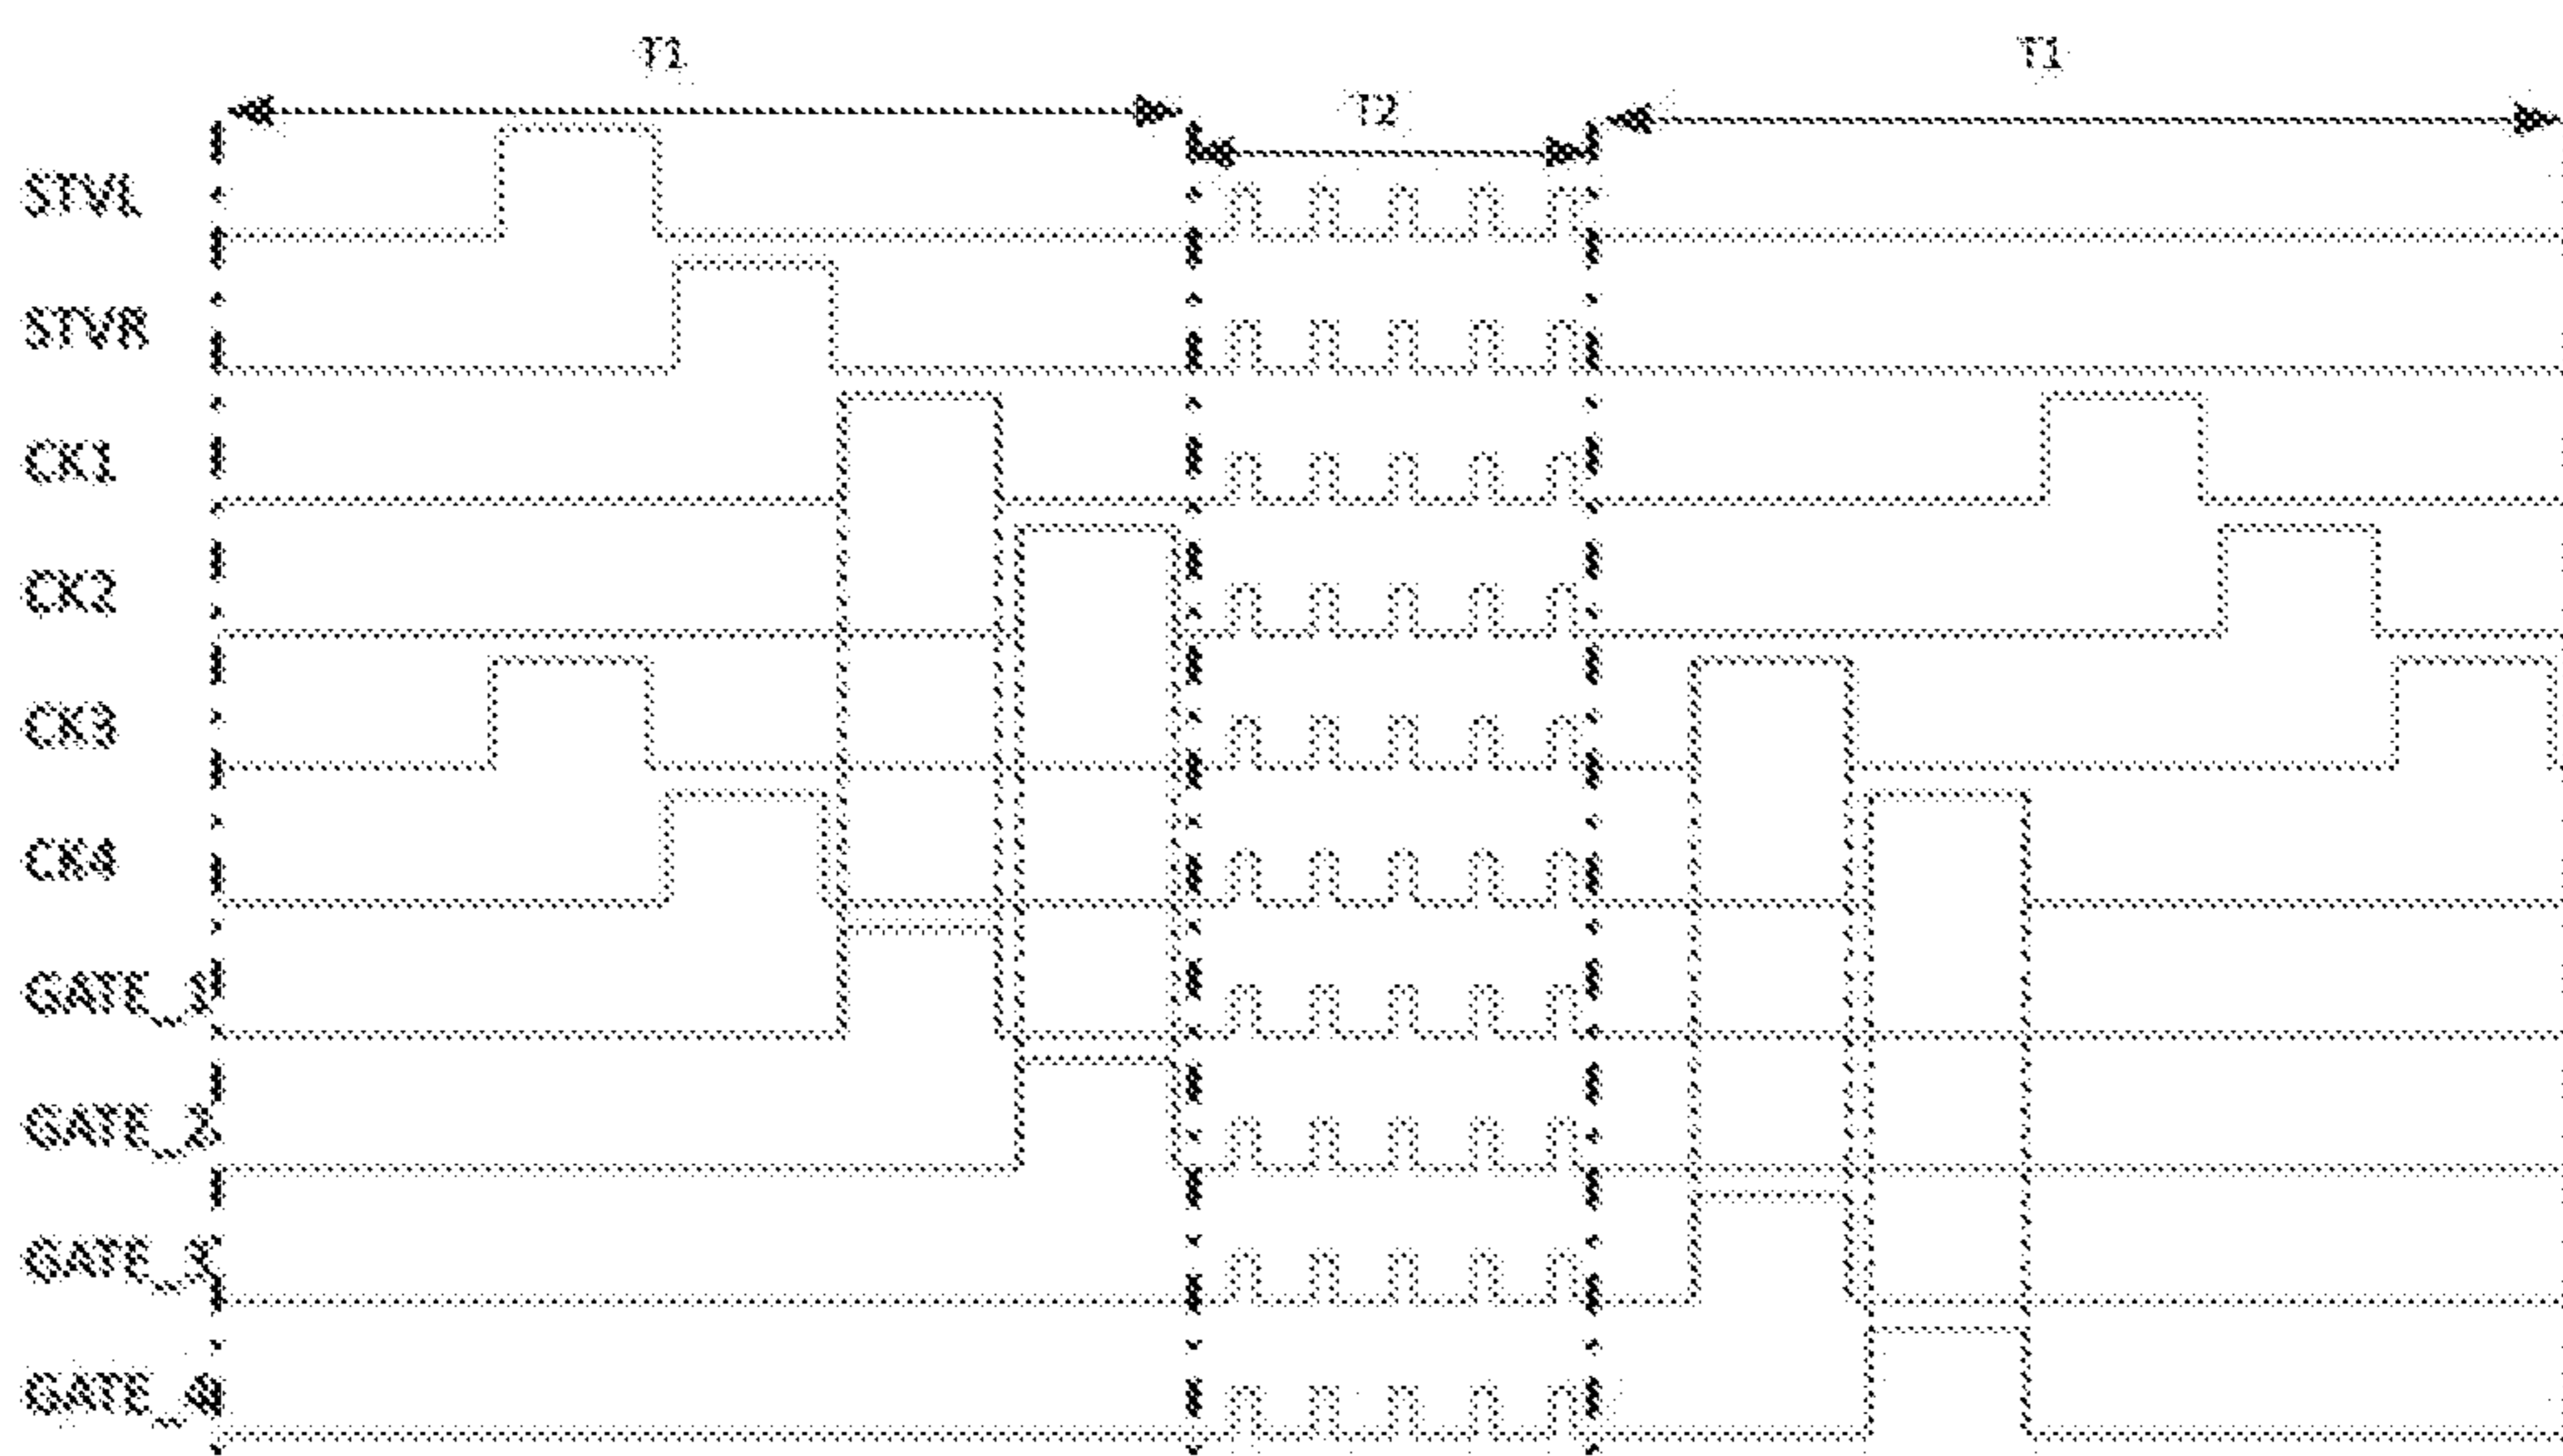 T1
T1
T2
STVL
STVR
CK1
CK2
CK3
CK4
GATE_1
GATE_2
GATE_3
GATE_4